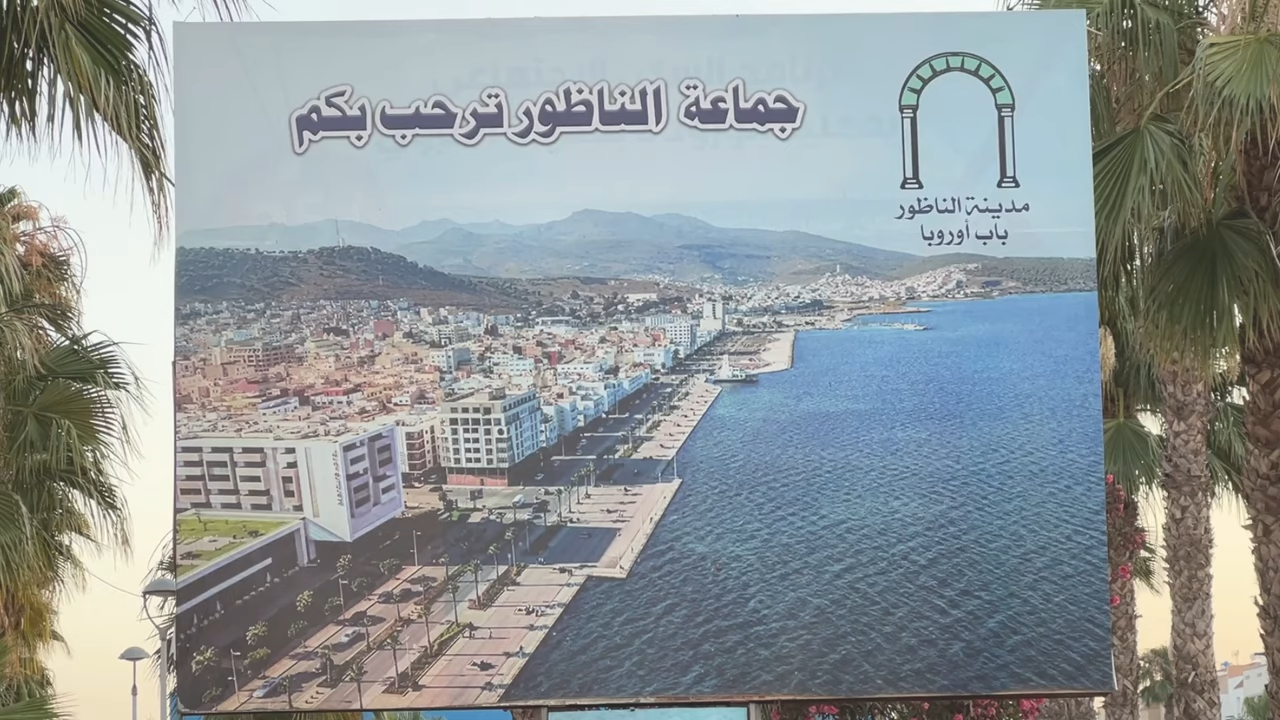 جماعة الناظور ترحب بكم
مدينة الناظور
باب أوروبا